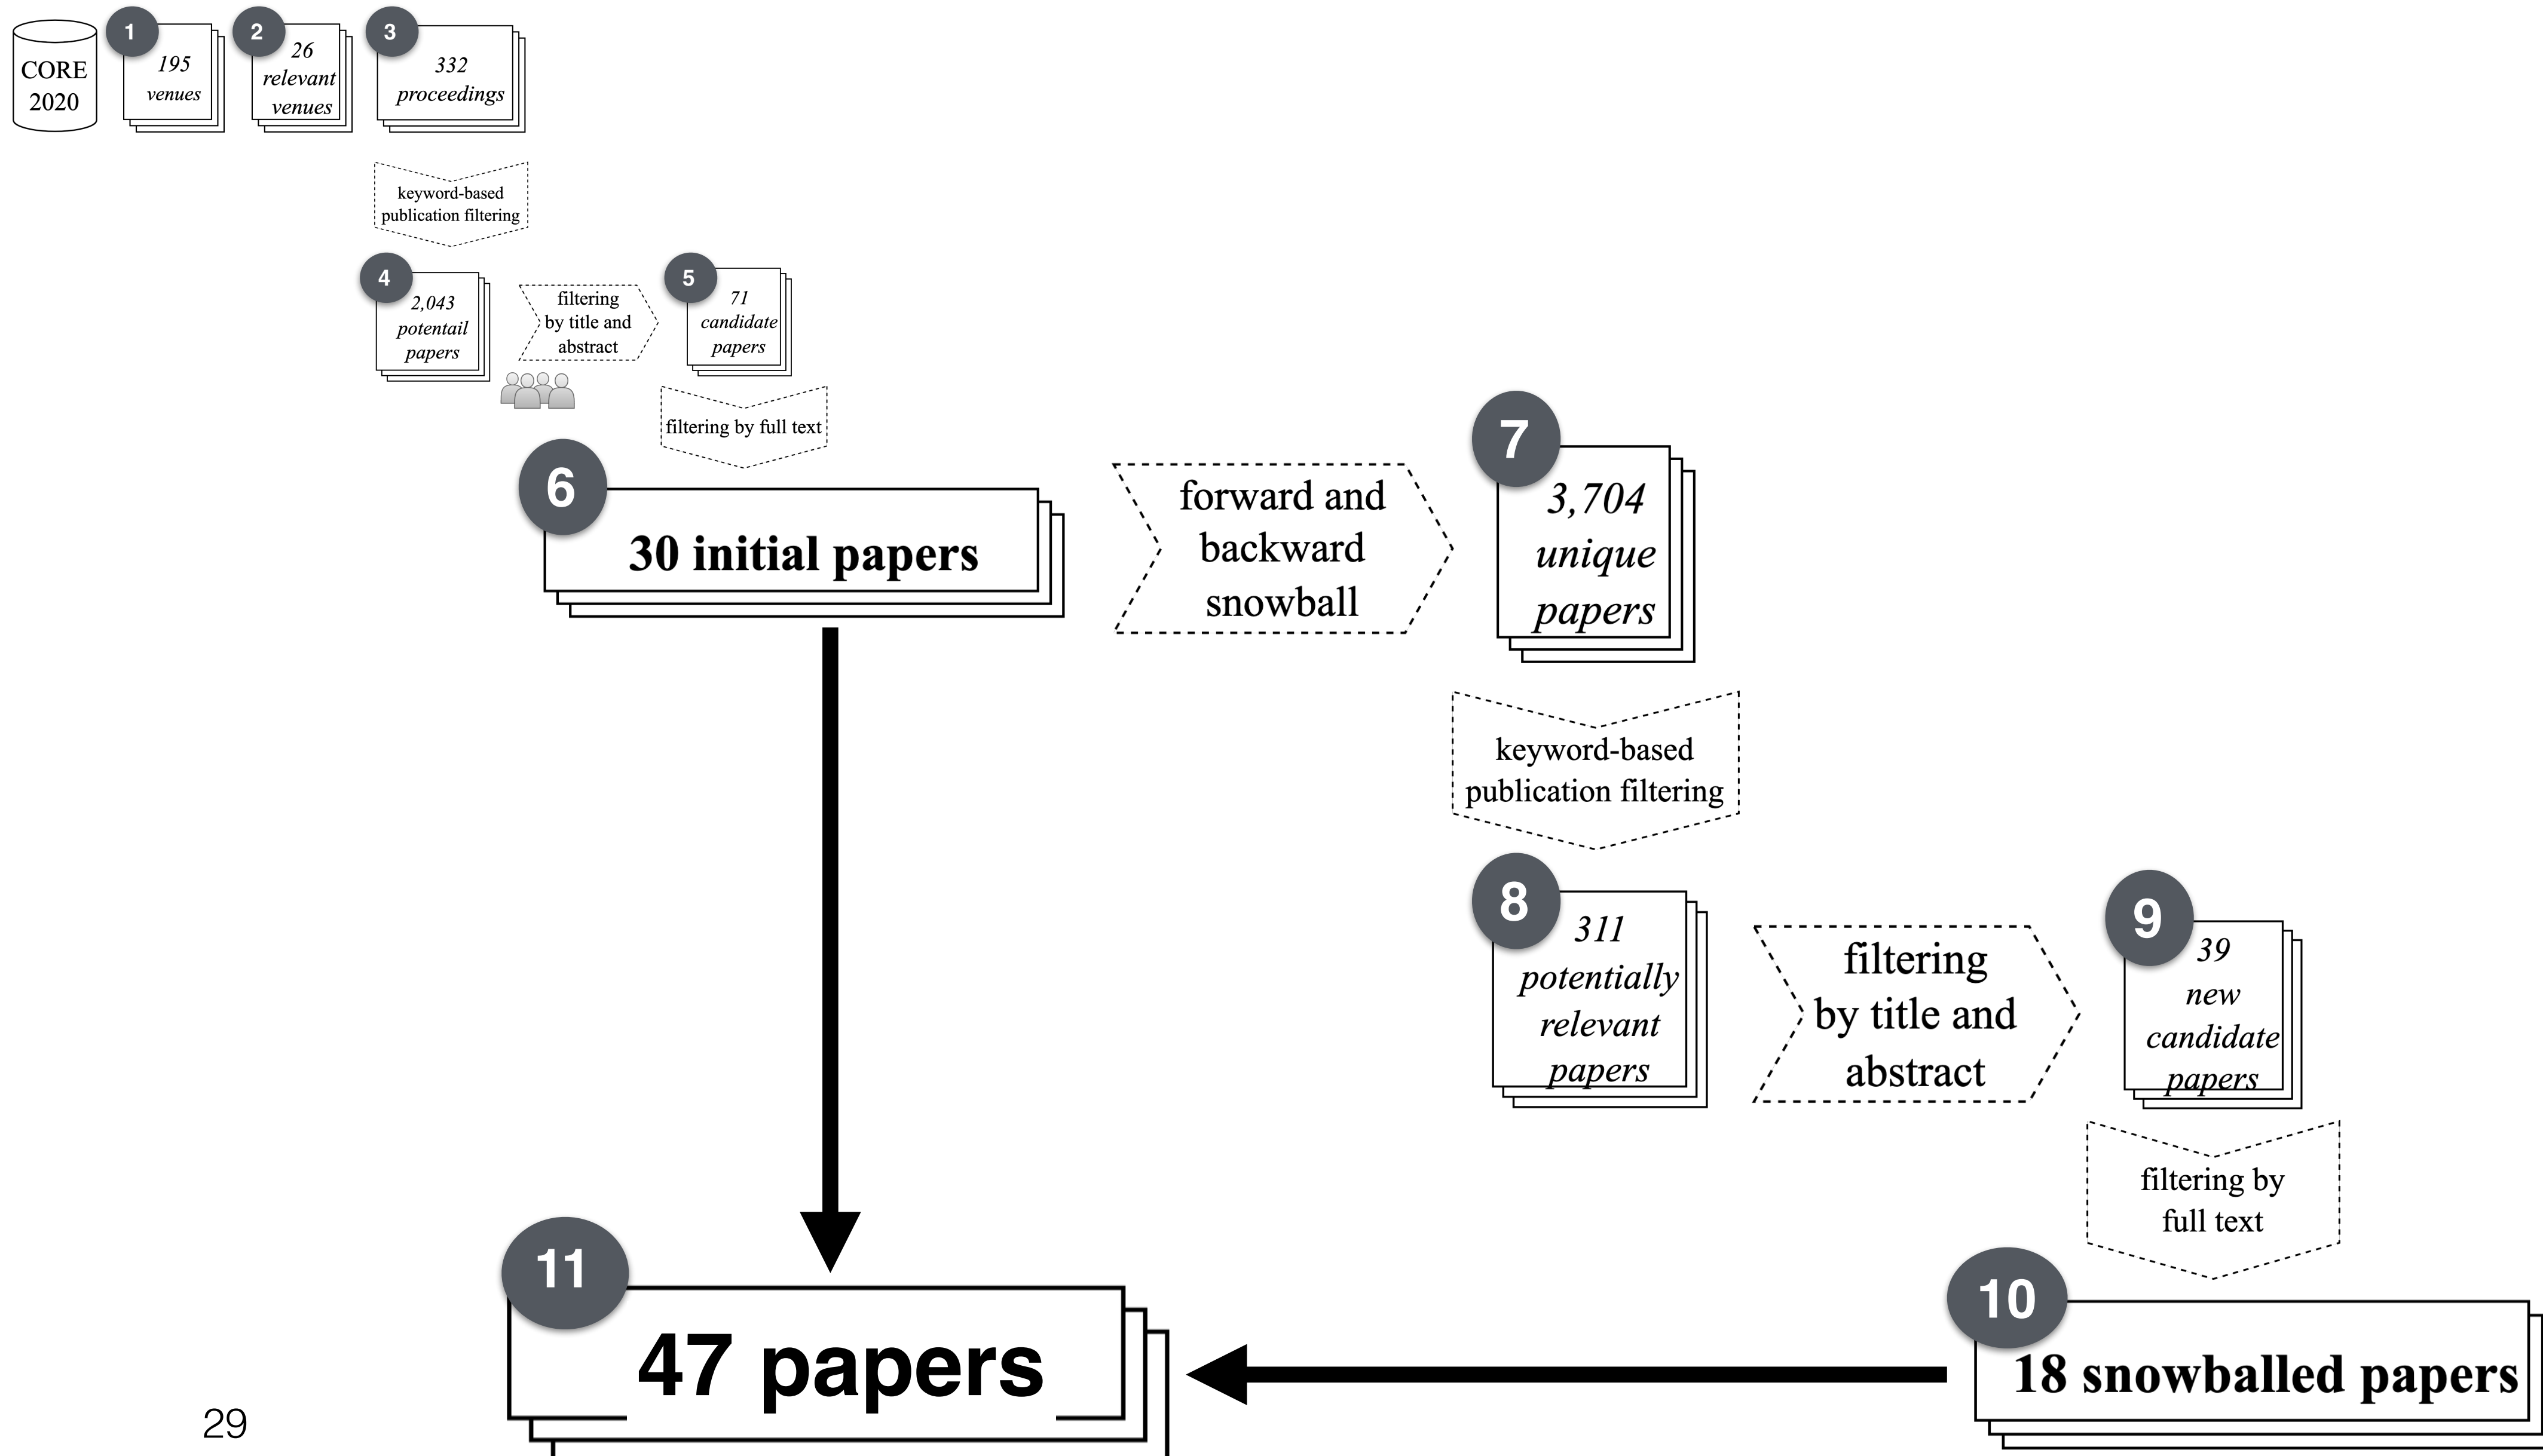 CORE
2020
1
195
venues
2
26
relevant
venues
3
332
proceedings
keyword-based
publication filtering
4
2,043
potentail
papers
filtering
by title and
abstract
5
71
candidate
papers
filtering by full text
6
30 initial papers
forward and
backward
snowball
7
3,704
unique
papers
keyword-based
publication filtering
8
311
potentially
relevant
papers
filtering
by title and
abstract
9
39
new
candidate
papers
filtering by
full text
10
18 snowballed papers
11
47 papers
29